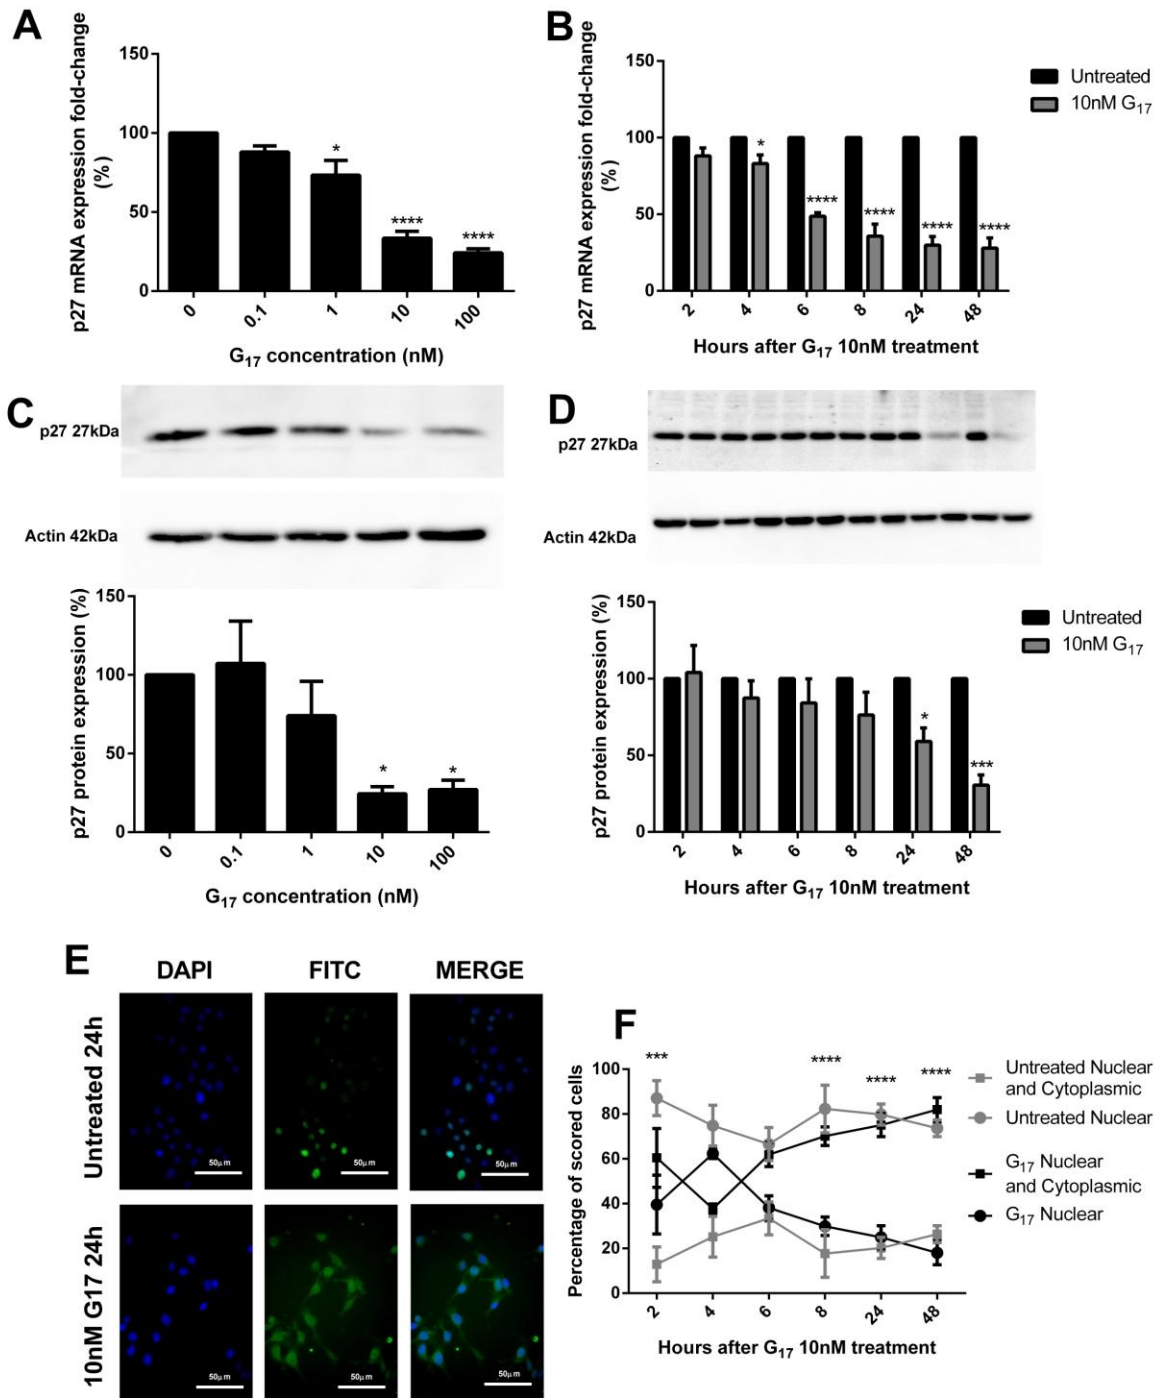 A
p27 mRNA expression fold-change
(%)
150
100
50
0
*
****
****
0
0.1
1
10
100
G17 concentration (nM)
B
p27 mRNA expression fold-change
(%)
150
100
50
0
*
****
****
****
****
2
4
6
8
24
48
Hours after G17 10nM treatment
Untreated
10nM G17
C
p27 27kDa
Actin 42kDa
p27 protein expression (%)
150
100
50
0
*
*
0
0.1
1
10
100
G17 concentration (nM)
D
p27 27kDa
Actin 42kDa
p27 protein expression (%)
150
100
50
0
*
***
2
4
6
8
24
48
Hours after G17 10nM treatment
Untreated
10nM G17
E
DAPI
FITC
MERGE
Untreated 24h
50μm
50μm
50μm
10nM G17 24h
50μm
50μm
50μm
F
Percentage of scored cells
100
80
60
40
20
0
***
****
****
****
2
4
6
8
24
48
Hours after G17 10nM treatment
Untreated Nuclear
and Cytoplasmic
Untreated Nuclear
G17 Nuclear
and Cytoplasmic
G17 Nuclear